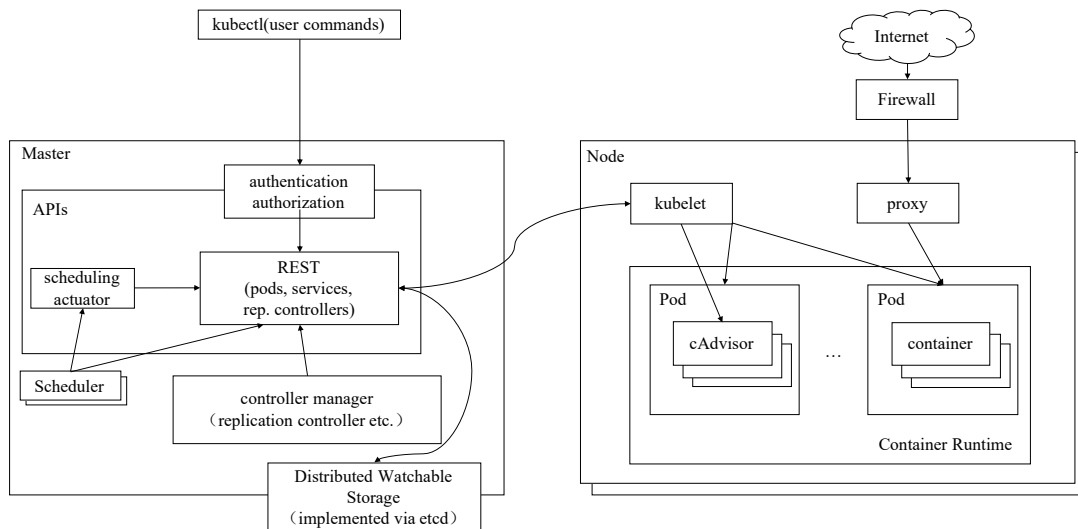 kubectl(user commands)
Internet
Firewall
Master
authentication
authorization
APIs
REST
(pods, services,
rep. controllers)
scheduling
actuator
Scheduler
controller manager
（replication controller etc.）
Distributed Watchable
Storage
（implemented via etcd）
Node
kubelet
proxy
Pod
cAdvisor
...
Pod
container
Container Runtime